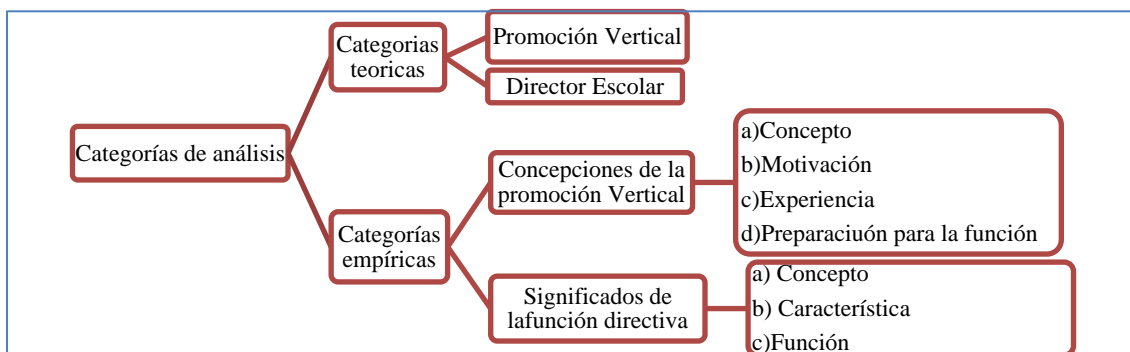 Categorías de análisis
Categorias
teoricas
Promoción Vertical
Director Escolar
Categorías
empíricas
Concepciones de la
promoción Vertical
a)Concepto
b)Motivación
c)Experiencia
d)Preparaciuón para la función
Significados de
lafunción directiva
a) Concepto
b) Característica
c)Función